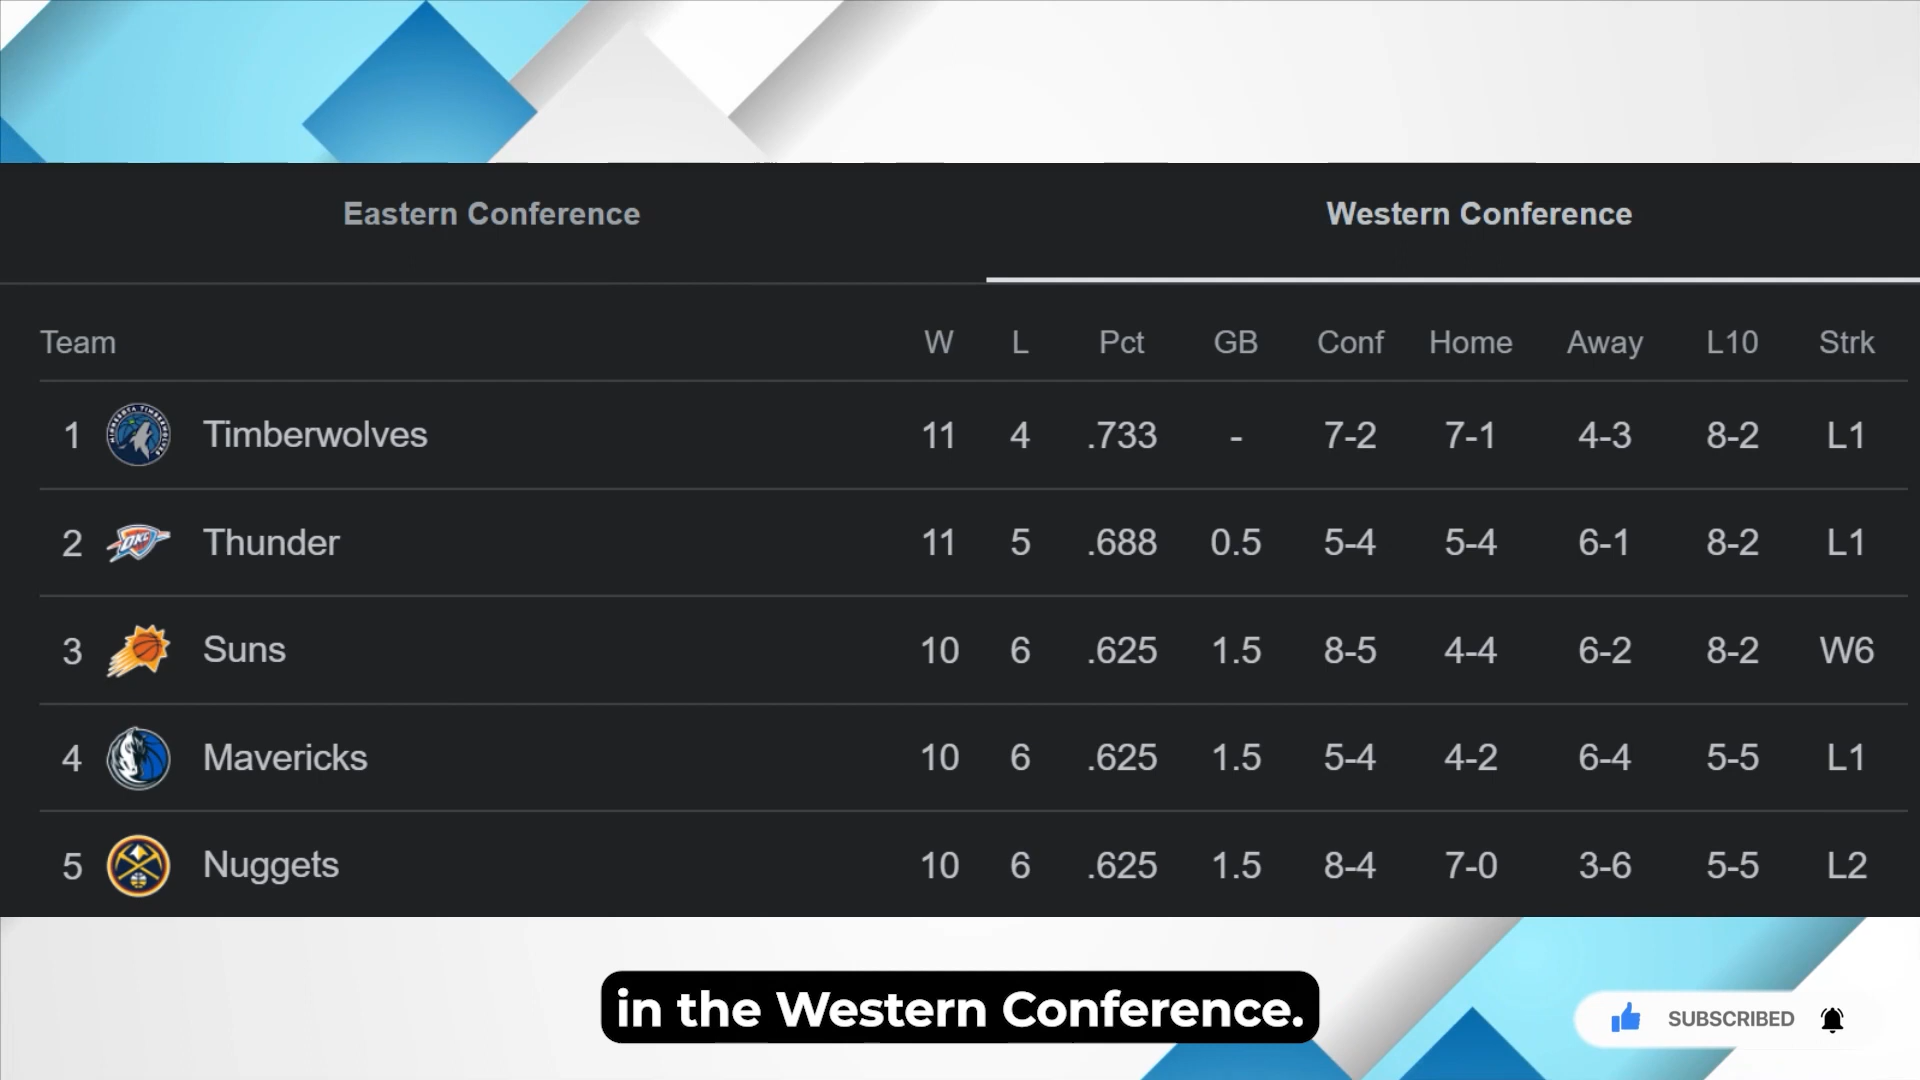 Eastern Conference Western Conference
Team W L Pct GB Conf Home Away L10 Strk
1 Timberwolves 11 4 .733 - 7-2 7-1 4-3 8-2 L1
2 OKC Thunder 11 5 .688 0.5 5-4 5-4 6-1 8-2 L1
3 Suns 10 6 .625 1.5 8-5 4-4 6-2 8-2 W6
4 Mavericks 10 6 .625 1.5 5-4 4-2 6-4 5-5 L1
5 Nuggets 10 6 .625 1.5 8-4 7-0 3-6 5-5 L2
in the Western Conference.
SUBSCRIBED